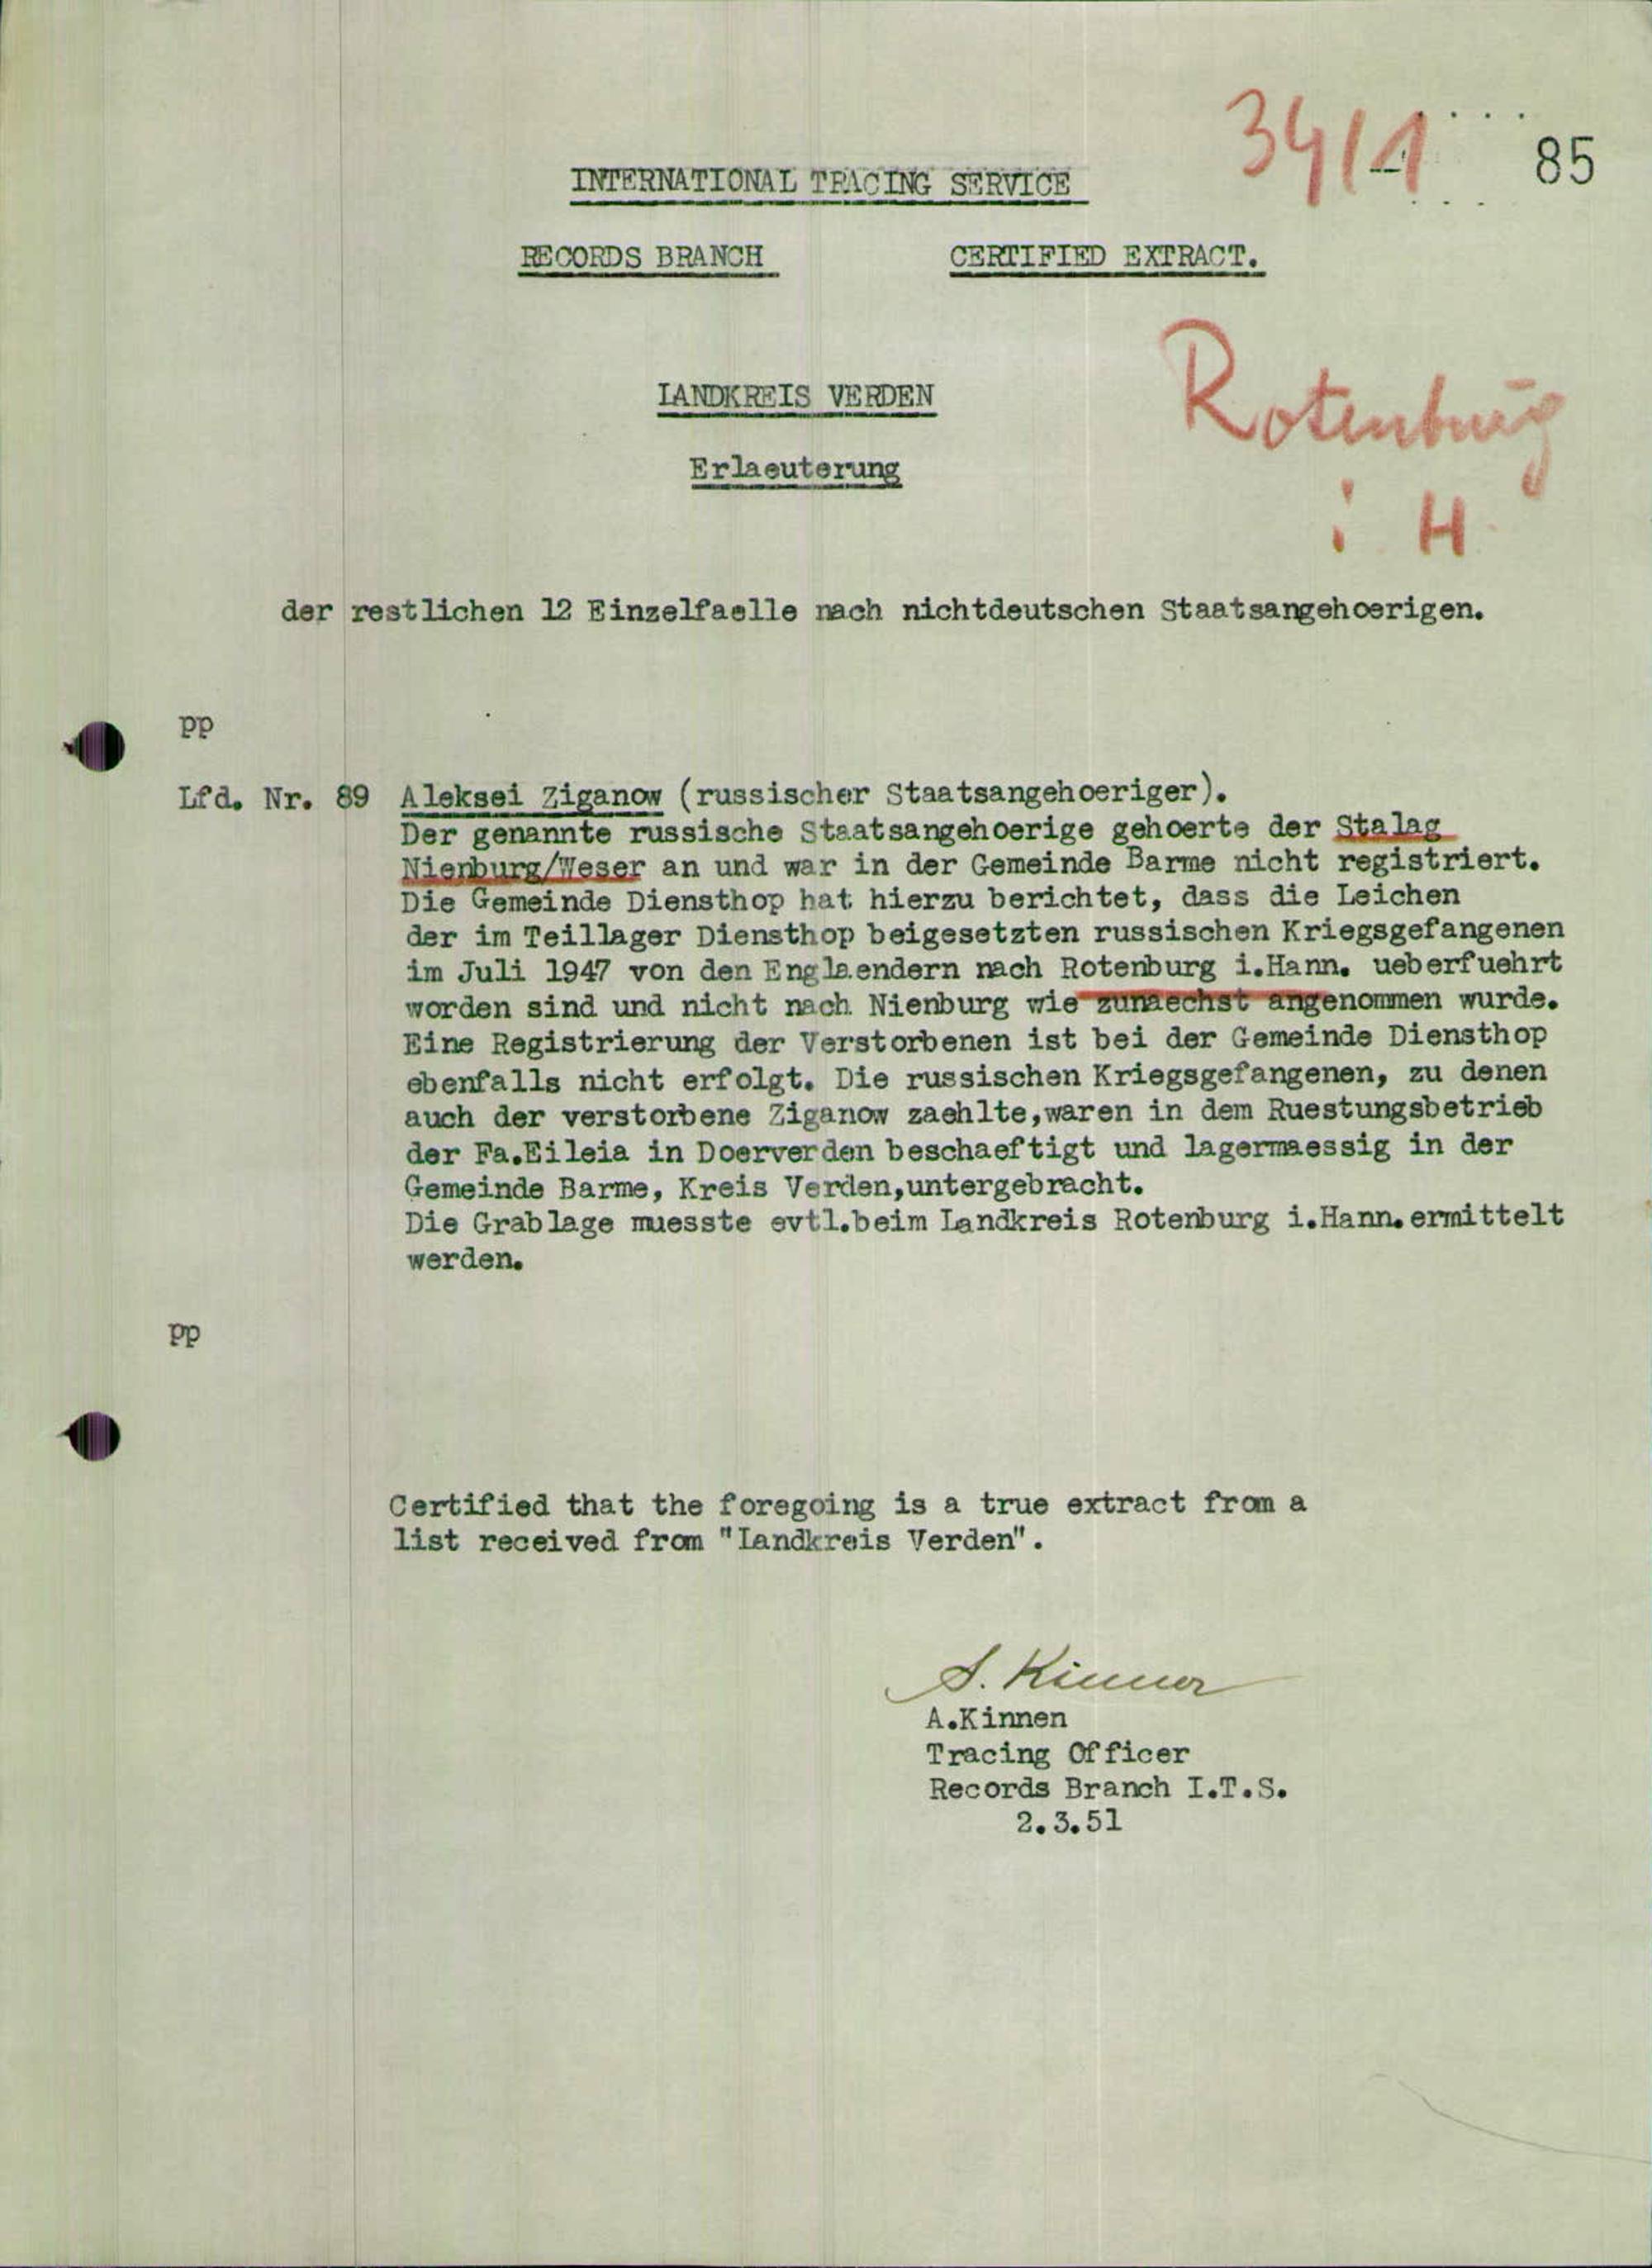 34/1
85
INTERNATIONAL TRACING SERVICE
RECORDS BRANCH CERTIFIED EXTRACT.
LANDKREIS VERDEN
Rotenburg
i. H.
Erlaeuterung
der restlichen 12 Einzelfaelle nach nichtdeutschen Staatsangehoerigen.
pp
Lfd. Nr. 89 Aleksei Ziganow (russischer Staatsangehoeriger).
Der genannte russische Staatsangehoerige gehoerte der Stalag
Nienburg/Weser an und war in der Gemeinde Barme nicht registriert.
Die Gemeinde Diensthop hat hierzu berichtet, dass die Leichen
der im Teillager Diensthop beigesetzten russischen Kriegsgefangenen
im Juli 1947 von den Englaendern nach Rotenburg i.Hann. ueberfuehrt
worden sind und nicht nach Nienburg wie zunaechst angenommen wurde.
Eine Registrierung der Verstorbenen ist bei der Gemeinde Diensthop
ebenfalls nicht erfolgt. Die russischen Kriegsgefangenen, zu denen
auch der verstorbene Ziganow zaehlte,waren in dem Ruestungsbetrieb
der Fa.Eileia in Doerverden beschaeftigt und lagermaessig in der
Gemeinde Barme, Kreis Verden,untergebracht.
Die Grablage muesste evtl.beim Landkreis Rotenburg i.Hann.ermittelt
werden.
pp
Certified that the foregoing is a true extract from a
list received from "Landkreis Verden".
A.Kinnen
Tracing Officer
Records Branch I.T.S.
2.3.51